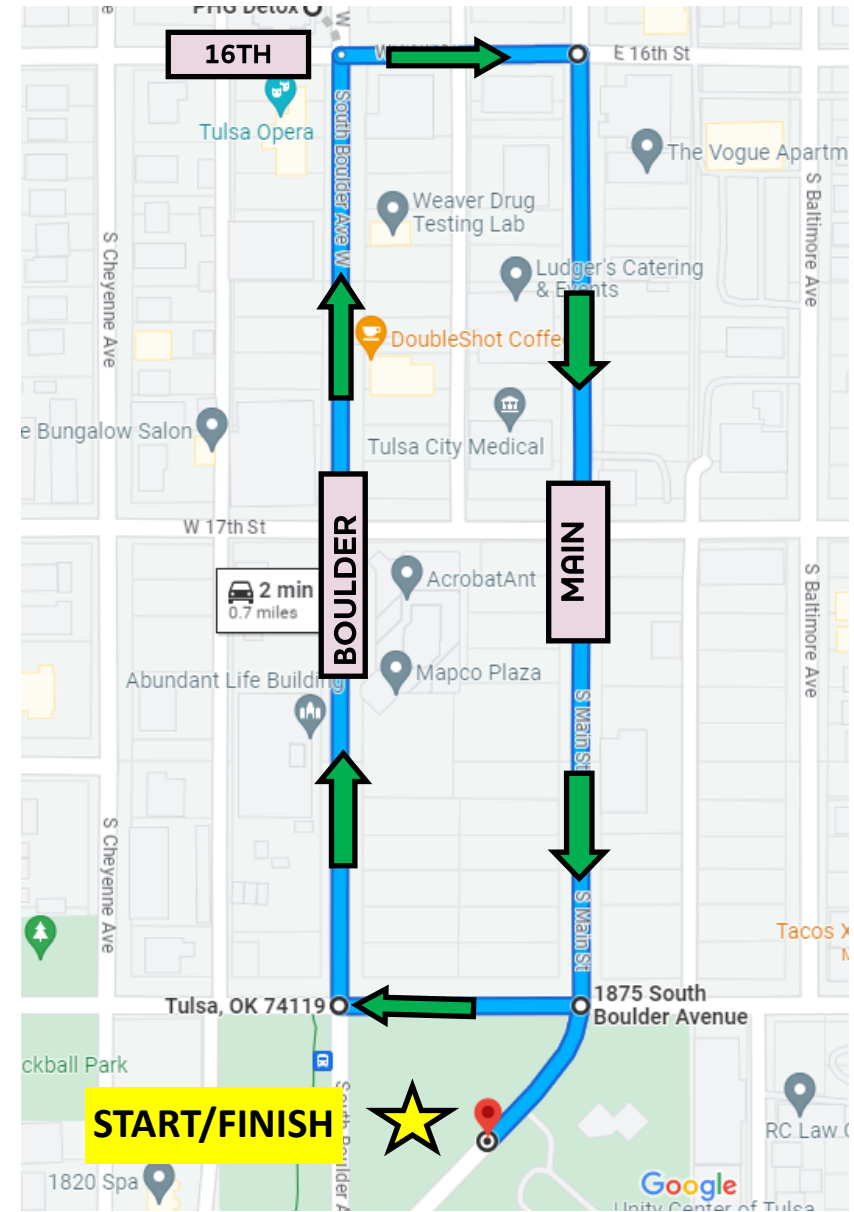 PHG Detox
W
e
16TH
E 16th St
Tulsa Opera
South Boulder Ave W
The Vogue Apartm
Weaver Drug
Testing Lab
S Baltimore Ave
S Cheyenne Ave
Ludger's Catering
& Events
DoubleShot Coffe
e Bungalow Salon
Tulsa City Medical
W 17th St
BOULDER
MAIN
2 min
0.7 miles
AcrobatAnt
S Baltimore Ave
Abundant Life Building
Mapco Plaza
S Main St
S Cheyenne Ave
S Main St
Tacos X
Tulsa, OK 74119
1875 South
Boulder Avenue
ckball Park
START/FINISH
South Boulder A
RC Law C
1820 Spa
Google
Unity Center of Tulsa